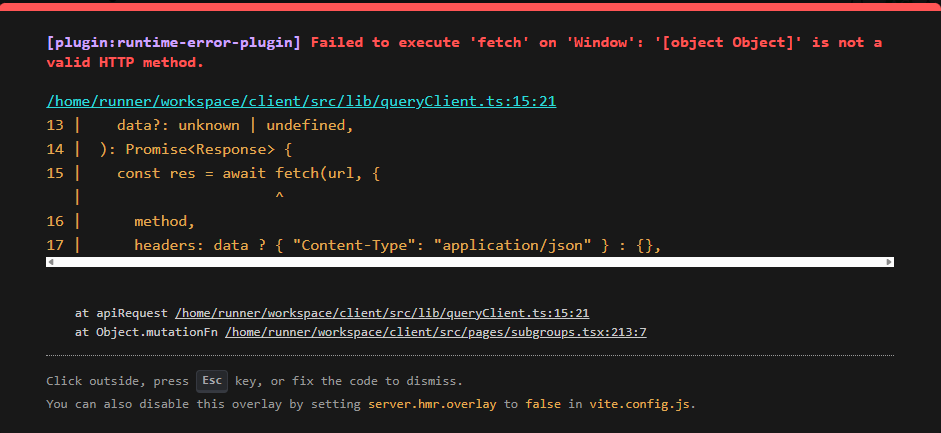 [plugin:runtime-error-plugin] Failed to execute 'fetch' on 'Window': '[object Object]' is not a
valid HTTP method.
/home/runner/workspace/client/src/lib/queryClient.ts:15:21
13 |    data?: unknown | undefined,
14 |  ): Promise<Response> {
15 |    const res = await fetch(url, {
   |                      ^
16 |      method,
17 |      headers: data ? { "Content-Type": "application/json" } : {},
at apiRequest /home/runner/workspace/client/src/lib/queryClient.ts:15:21
at Object.mutationFn /home/runner/workspace/client/src/pages/subgroups.tsx:213:7
Click outside, press Esc key, or fix the code to dismiss.
You can also disable this overlay by setting server.hmr.overlay to false in vite.config.js.